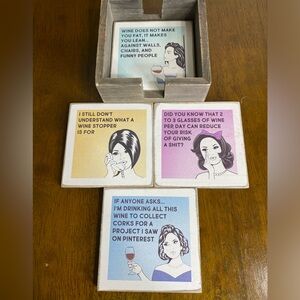 WINE DOES NOT MAKE
YOU FAT, IT MAKES
YOU LEAN...
AGAINST WALLS,
CHAIRS, AND
FUNNY PEOPLE
I STILL DON'T
UNDERSTAND WHAT A
WINE STOPPER
IS FOR
DID YOU KNOW THAT 2
TO 3 GLASSES OF WINE
PER DAY CAN REDUCE
YOUR RISK
OF GIVING
A SHIT?
IF ANYONE ASKS...
I'M DRINKING ALL THIS
WINE TO COLLECT
CORKS FOR A
PROJECT I SAW
ON PINTEREST